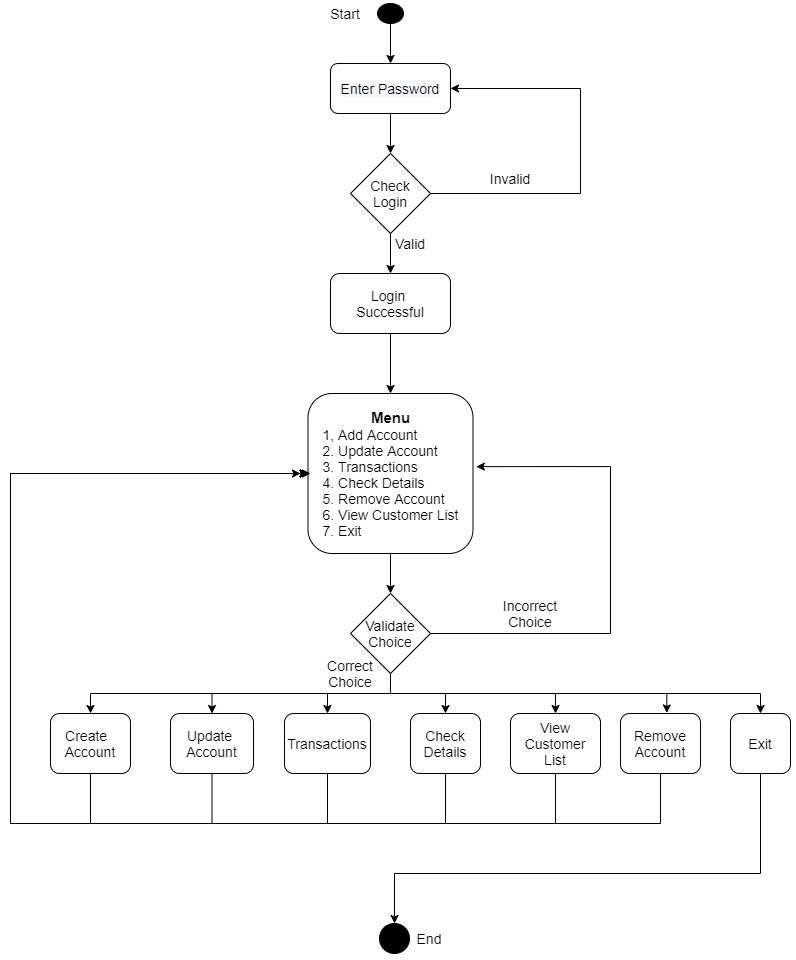 Start
Enter Password
Check
Login
Invalid
Valid
Login
Successful
Menu
1, Add Account
2. Update Account
3. Transactions
4. Check Details
5. Remove Account
6. View Customer List
7. Exit
Validate
Choice
Incorrect
Choice
Correct
Choice
Create
Account
Update
Account
Transactions
Check
Details
View
Customer
List
Remove
Account
Exit
End